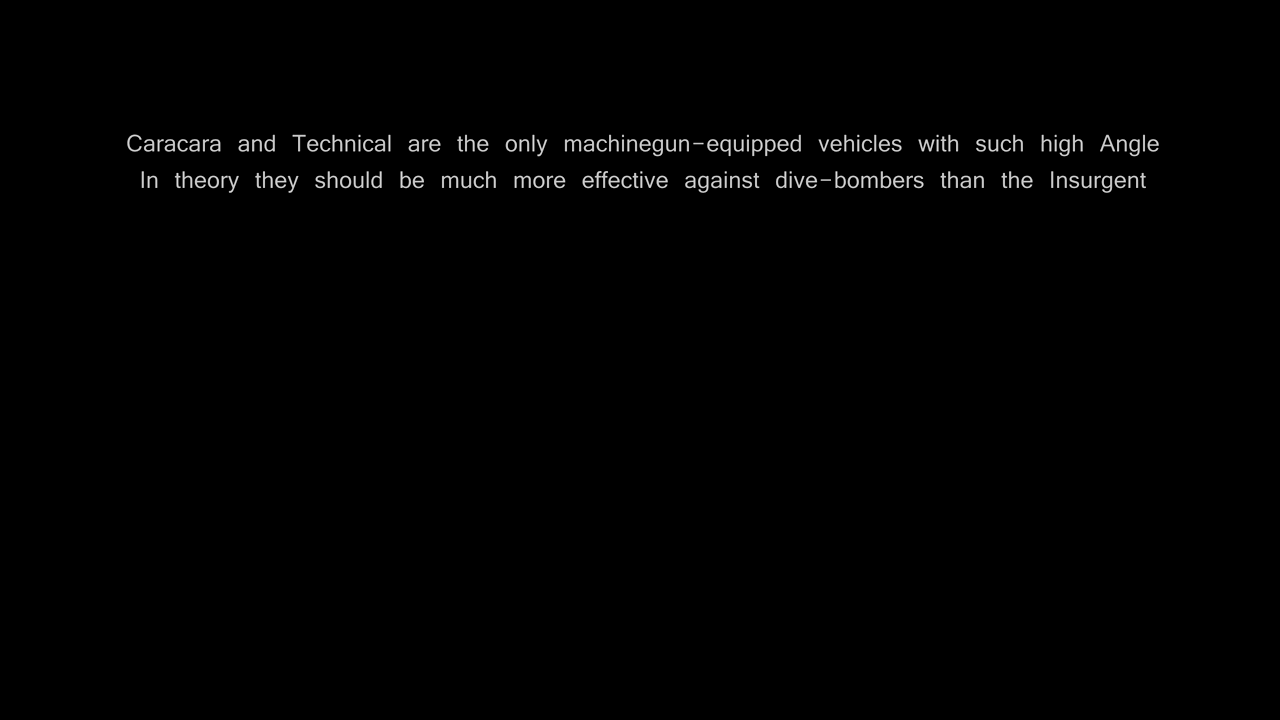 Caracara and Technical are the only machinegun-equipped vehicles with such high Angle
In theory they should be much more effective against dive-bombers than the Insurgent